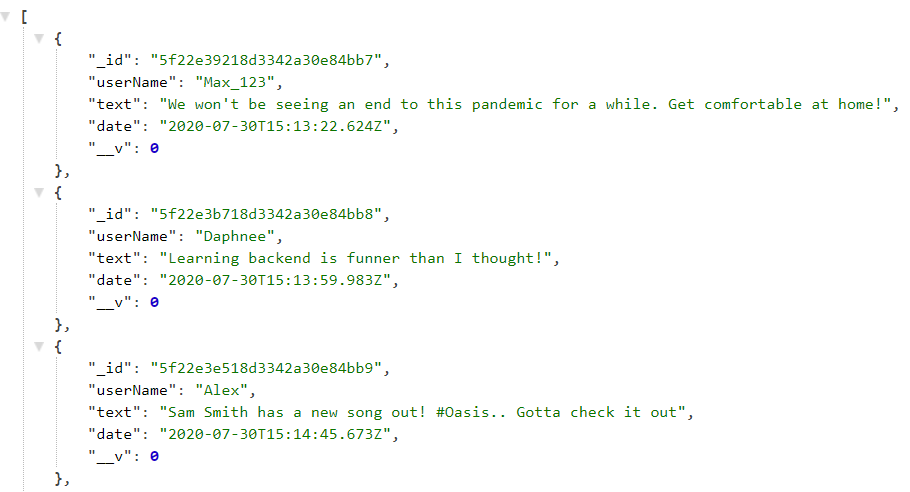 [
{
"_id": "5f22e39218d3342a30e84bb7",
"userName": "Max_123",
"text": "We won't be seeing an end to this pandemic for a while. Get comfortable at home!",
"date": "2020-07-30T15:13:22.624Z",
"__v": 0
},
{
"_id": "5f22e3b718d3342a30e84bb8",
"userName": "Daphnee",
"text": "Learning backend is funner than I thought!",
"date": "2020-07-30T15:13:59.983Z",
"__v": 0
},
{
"_id": "5f22e3e518d3342a30e84bb9",
"userName": "Alex",
"text": "Sam Smith has a new song out! #Oasis.. Gotta check it out",
"date": "2020-07-30T15:14:45.673Z",
"__v": 0
},